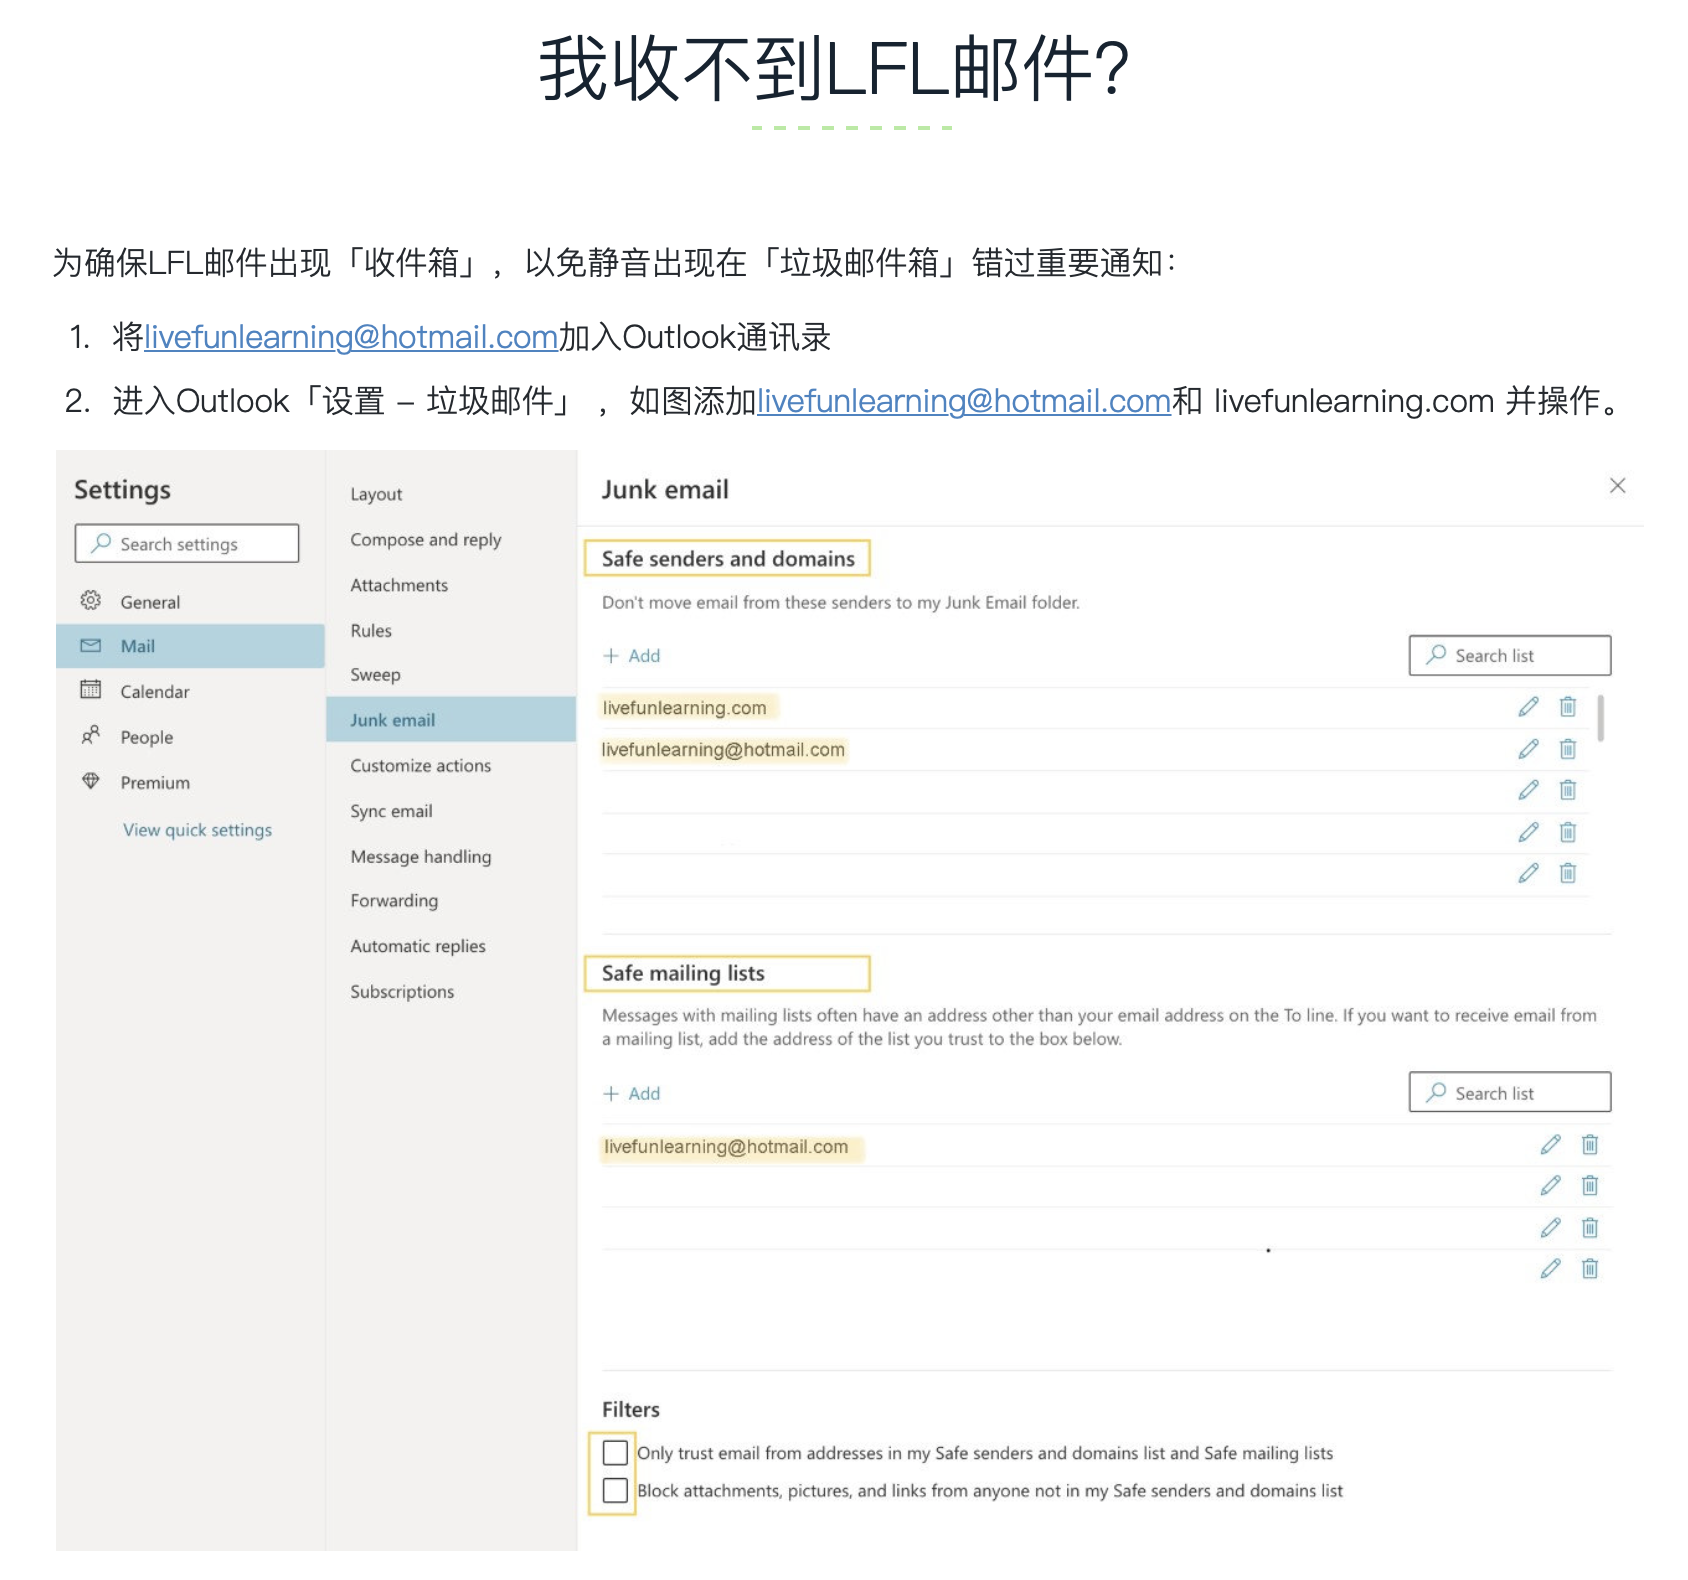 我收不到LFL邮件？
为确保LFL邮件出现「收件箱」，以免静音出现在「垃圾邮件箱」错过重要通知：
1. 将livefunlearning@hotmail.com加入Outlook通讯录
2. 进入Outlook「设置 – 垃圾邮件」，如图添加livefunlearning@hotmail.com和 livefunlearning.com 并操作。
Settings
Search settings
General
Mail
Calendar
People
Premium
View quick settings
Layout
Compose and reply
Attachments
Rules
Sweep
Junk email
Customize actions
Sync email
Message handling
Forwarding
Automatic replies
Subscriptions
Junk email
Safe senders and domains
Don't move email from these senders to my Junk Email folder.
Add
Search list
livefunlearning.com
livefunlearning@hotmail.com
Safe mailing lists
Messages with mailing lists often have an address other than your email address on the To line. If you want to receive email from
a mailing list, add the address of the list you trust to the box below.
Add
Search list
livefunlearning@hotmail.com
Filters
Only trust email from addresses in my Safe senders and domains list and Safe mailing lists
Block attachments, pictures, and links from anyone not in my Safe senders and domains list